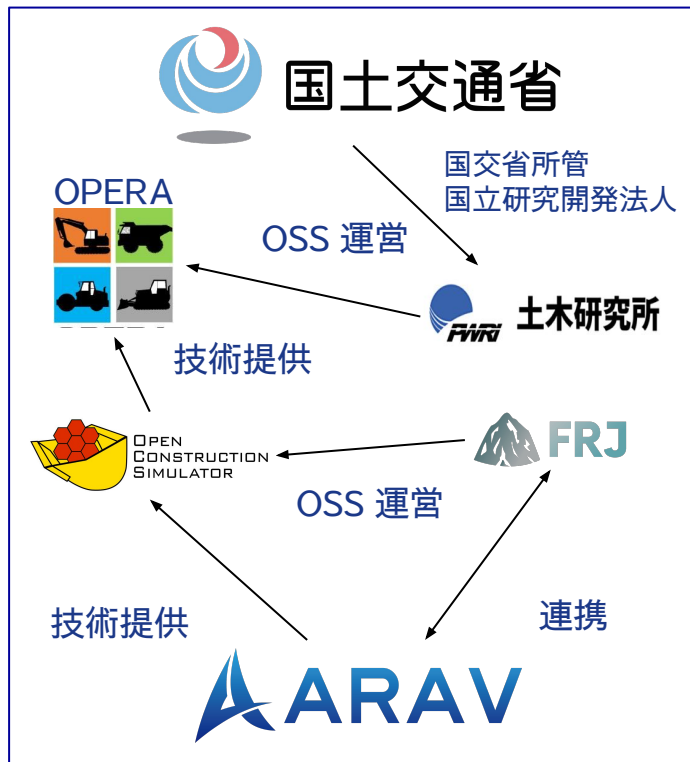 国土交通省
国交省所管
国立研究開発法人
OPERA
OSS 運営
PWRI 土木研究所
技術提供
OPEN
CONSTRUCTION
SIMULATOR
FRJ
OSS 運営
技術提供
連携
ARAV